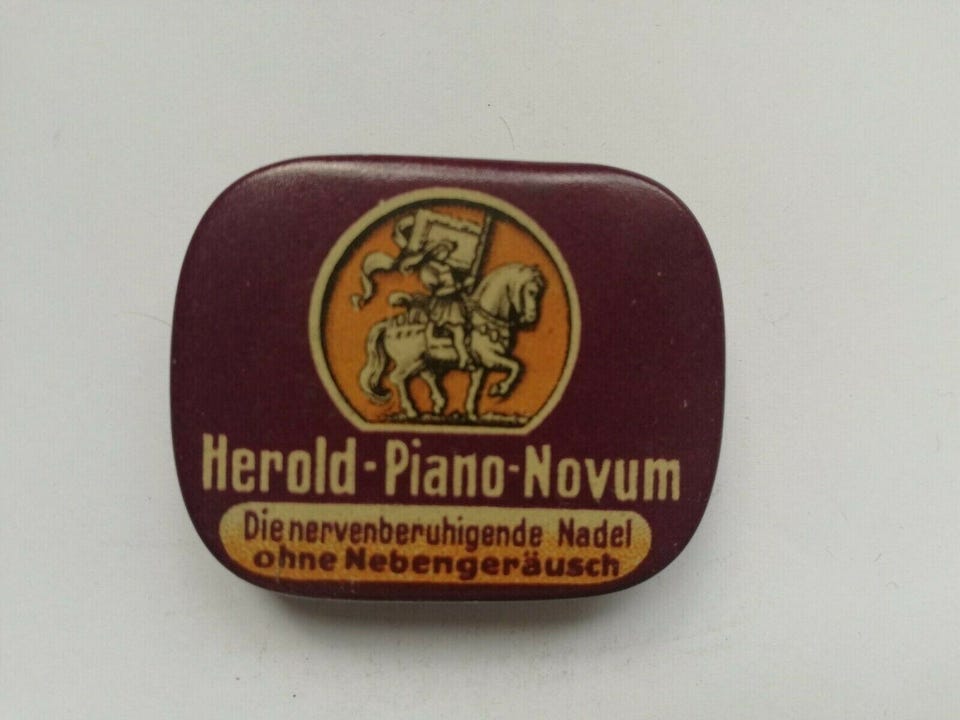 Herold-Piano-Novum
Die nervenberuhigende Nadel
ohne Nebengeräusch